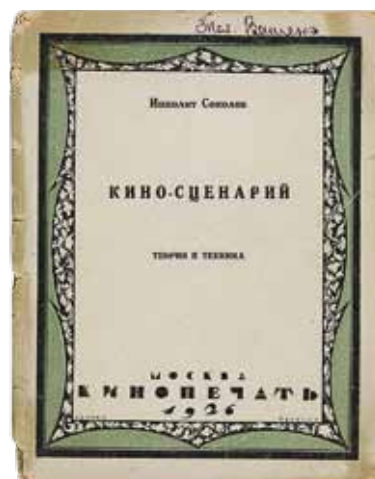 Ипполит Соколов
КИНО-СЦЕНАРИЙ
ТЕОРИЯ И ТЕХНИКА
МОСКВА
КИНОПЕЧАТЬ
1926